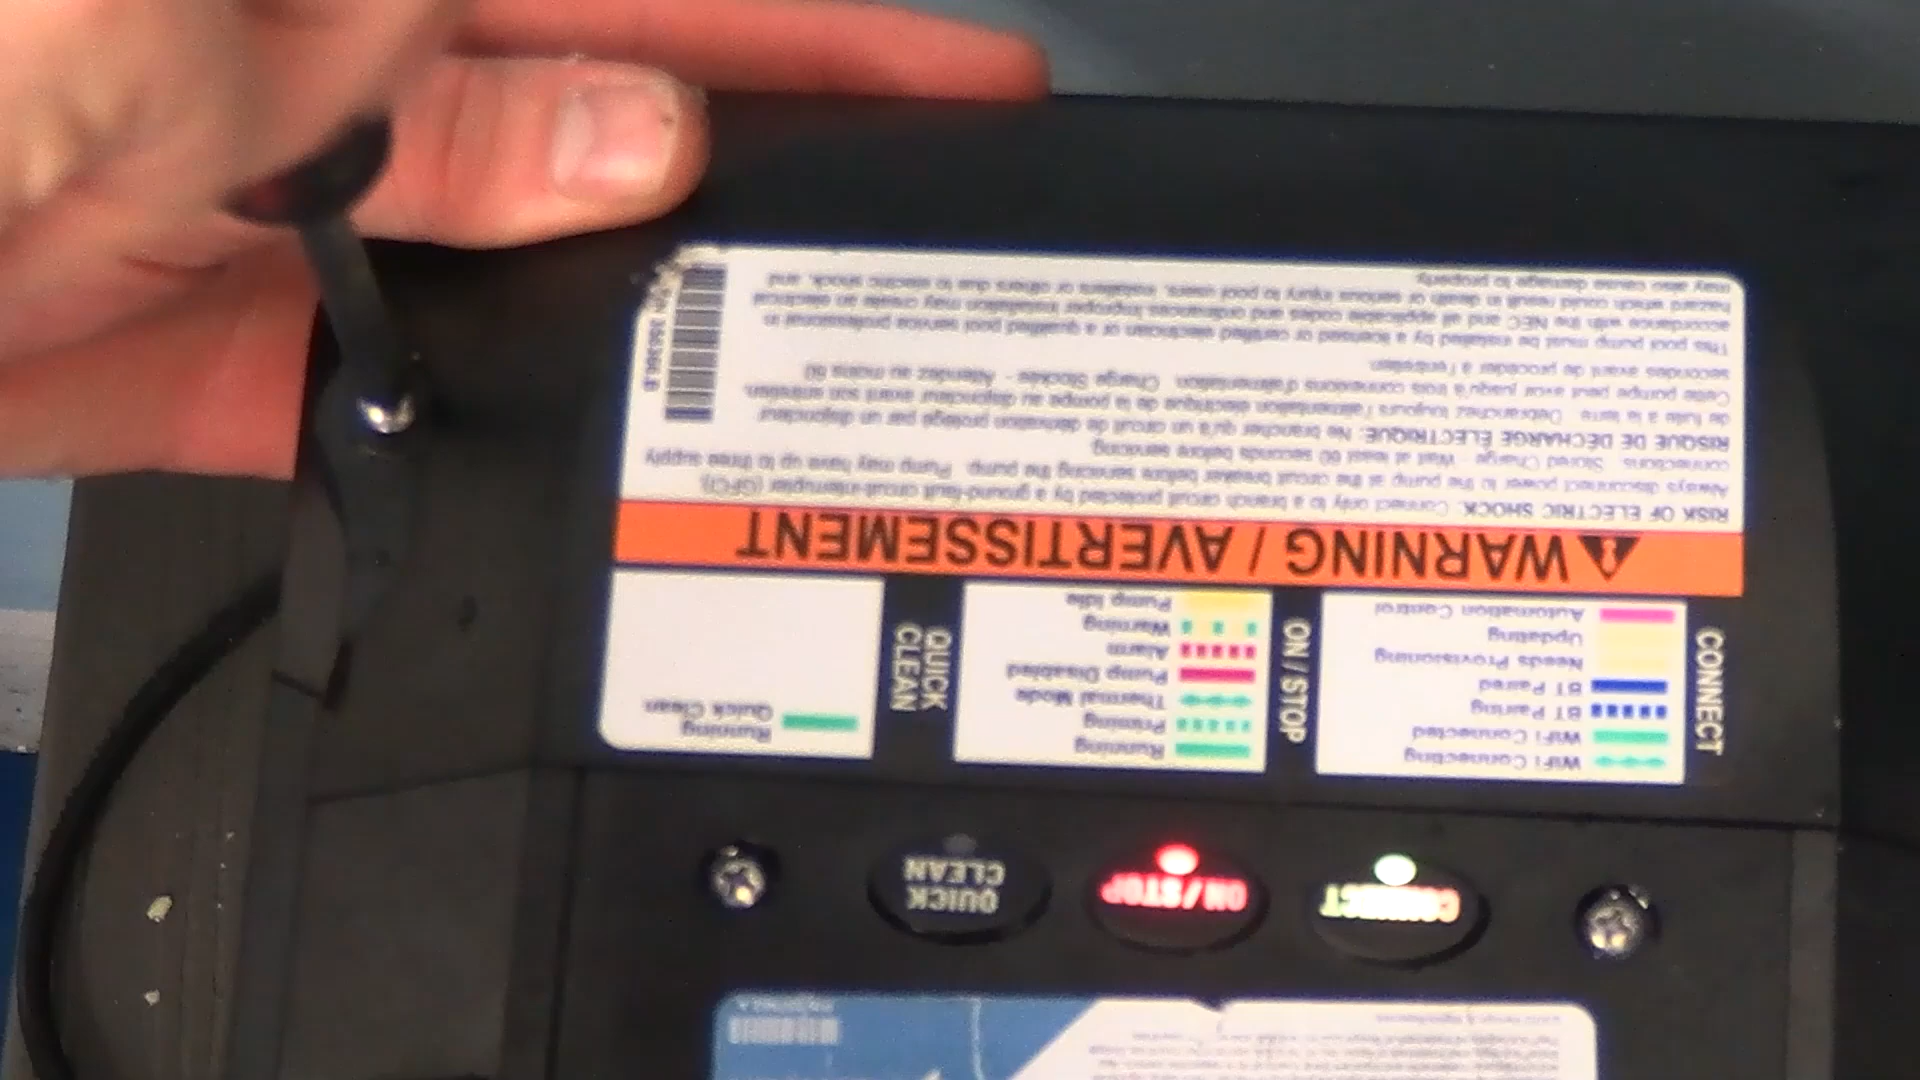 CONNECT
WiFi Connecting
WiFi Connected
BT Pairing
BT Paired
Needs Provisioning
Updating
Automation Control
ON / STOP
Running
Priming
Thermal Mode
Pump Disabled
Alarm
Warning
Pump Idle
QUICK
CLEAN
Running
Quick Clean
WARNING / AVERTISSEMENT
RISK OF ELECTRIC SHOCK. Connect only to a branch circuit protected by a ground-fault circuit-interrupter (GFCI).
Always disconnect power to the pump at the circuit breaker before servicing the pump. Pump may have up to three supply
connections. Stored Charge - Wait at least 60 seconds before servicing.
RISQUE DE DÉCHARGE ÉLECTRIQUE. Ne brancher qu'à un circuit de dérivation protégé par un disjoncteur
de fuite à la terre. Débranchez toujours l'alimentation électrique de la pompe au disjoncteur avant son entretien.
Cette pompe peut avoir jusqu'à trois connexions d'alimentation. Charge Stockée - Attendez au moins 60
secondes avant de procéder à l'entretien.
This pool pump must be installed by a licensed or certified electrician or a qualified pool service professional in
accordance with the NEC and all applicable codes and ordinances. Improper installation may create an electrical
hazard which could result in death or serious injury to pool users, installers or others due to electric shock, and
may also cause damage to property.
CONNECT
ON/STOP
QUICK
CLEAN